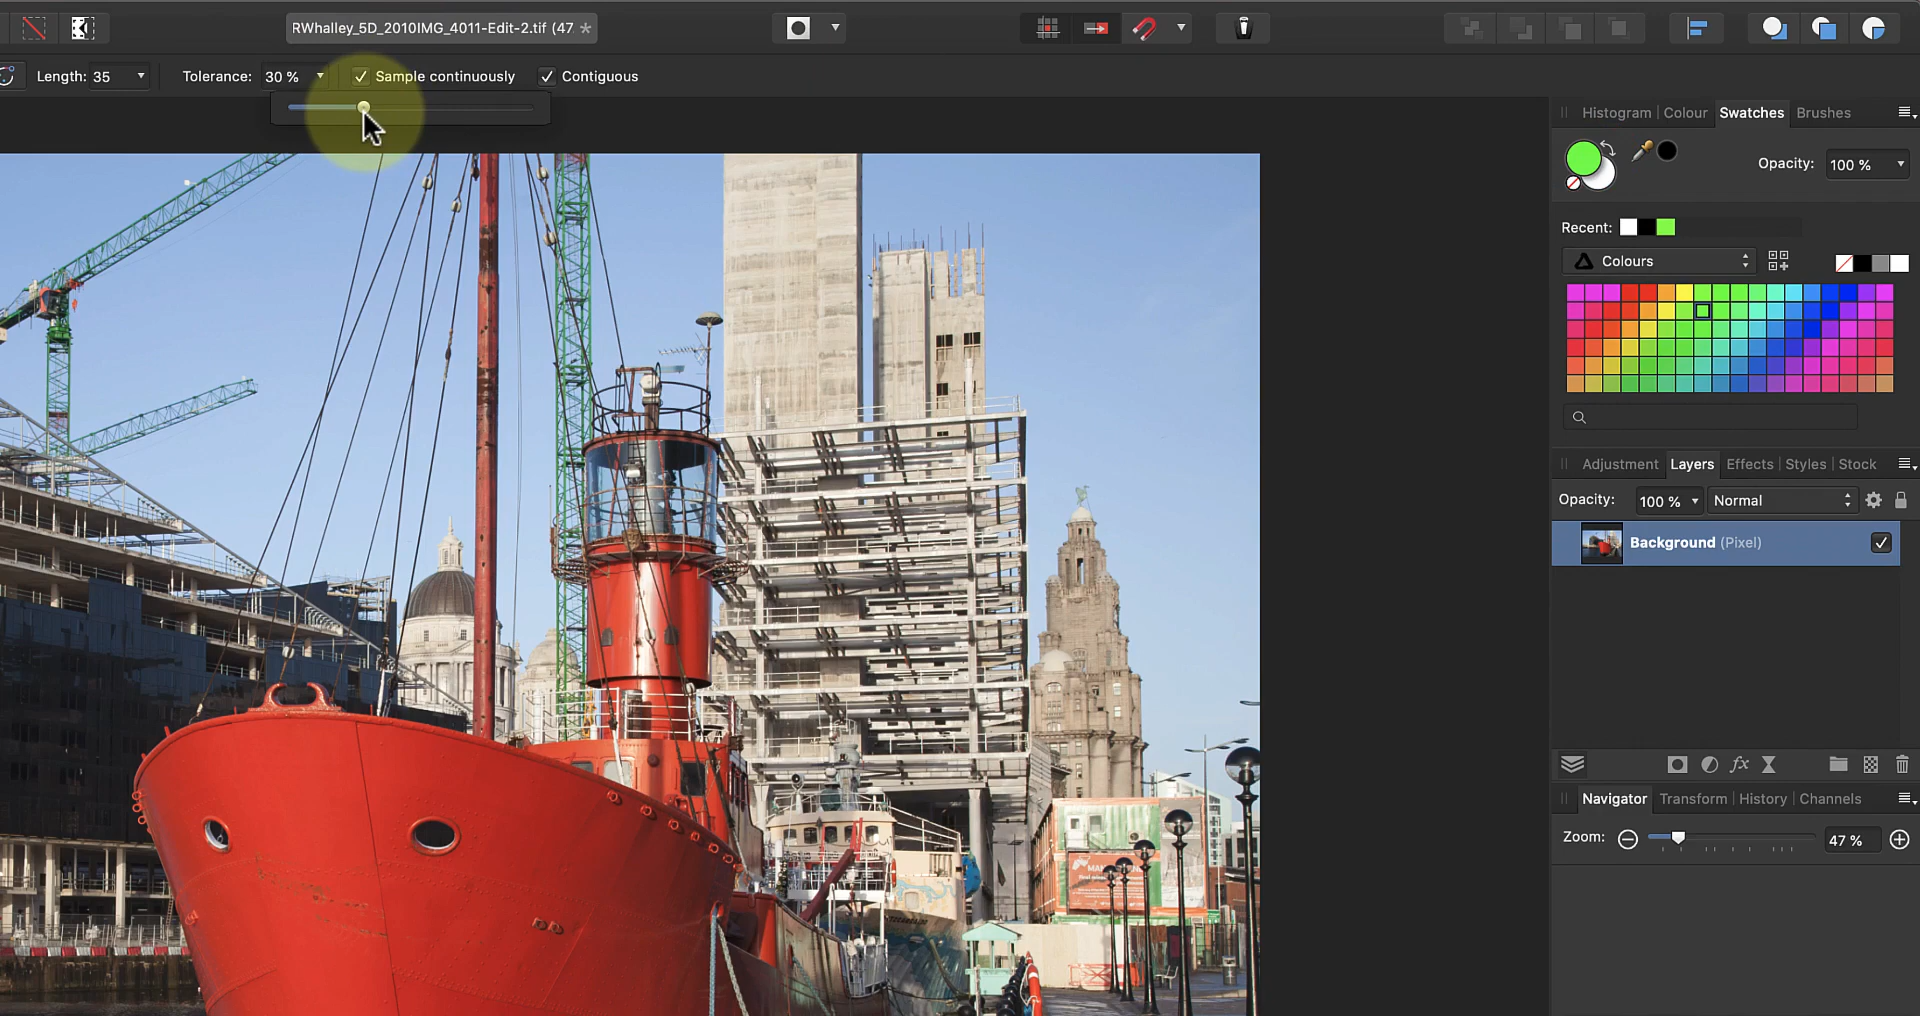 RWhalley_5D_2010IMG_4011-Edit-2.tif (47. *
Length: 35
Tolerance: 30 %
Sample continuously
Contiguous
Histogram Colour Swatches Brushes
Opacity: 100 %
Recent:
Colours
Adjustment Layers Effects Styles Stock
Opacity: 100 % Normal
Background (Pixel)
fx
Navigator Transform History Channels
Zoom: 47 %